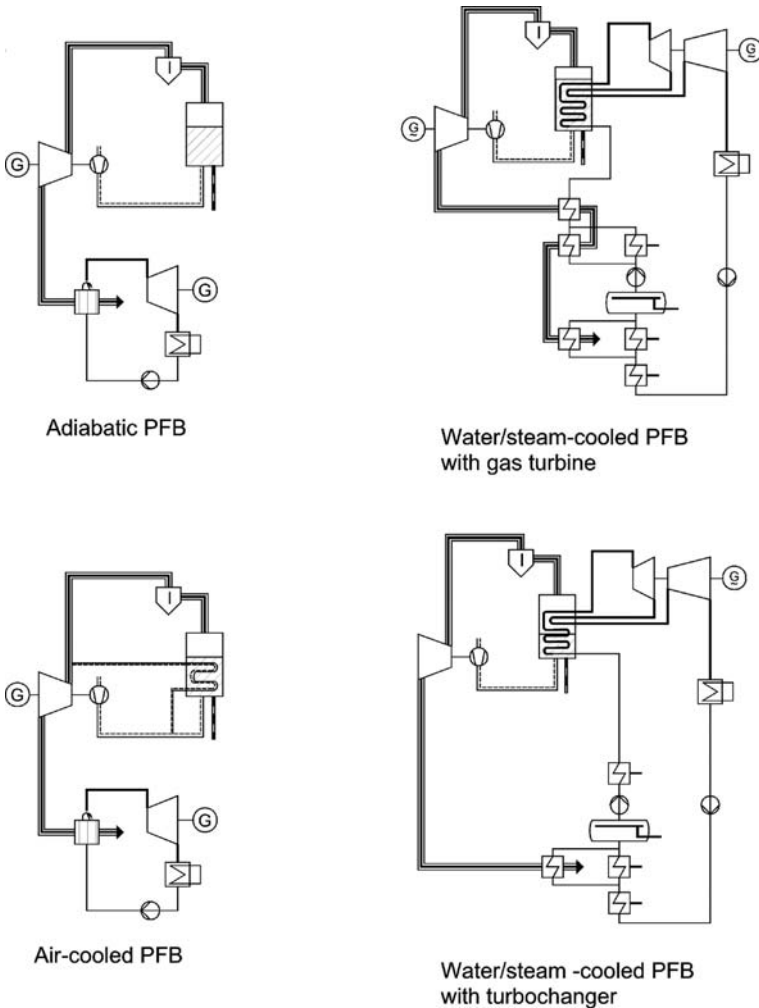 G
G
Adiabatic PFB
G
G
Water/steam-cooled PFB
with gas turbine
G
G
Air-cooled PFB
G
Water/steam -cooled PFB
with turbochanger